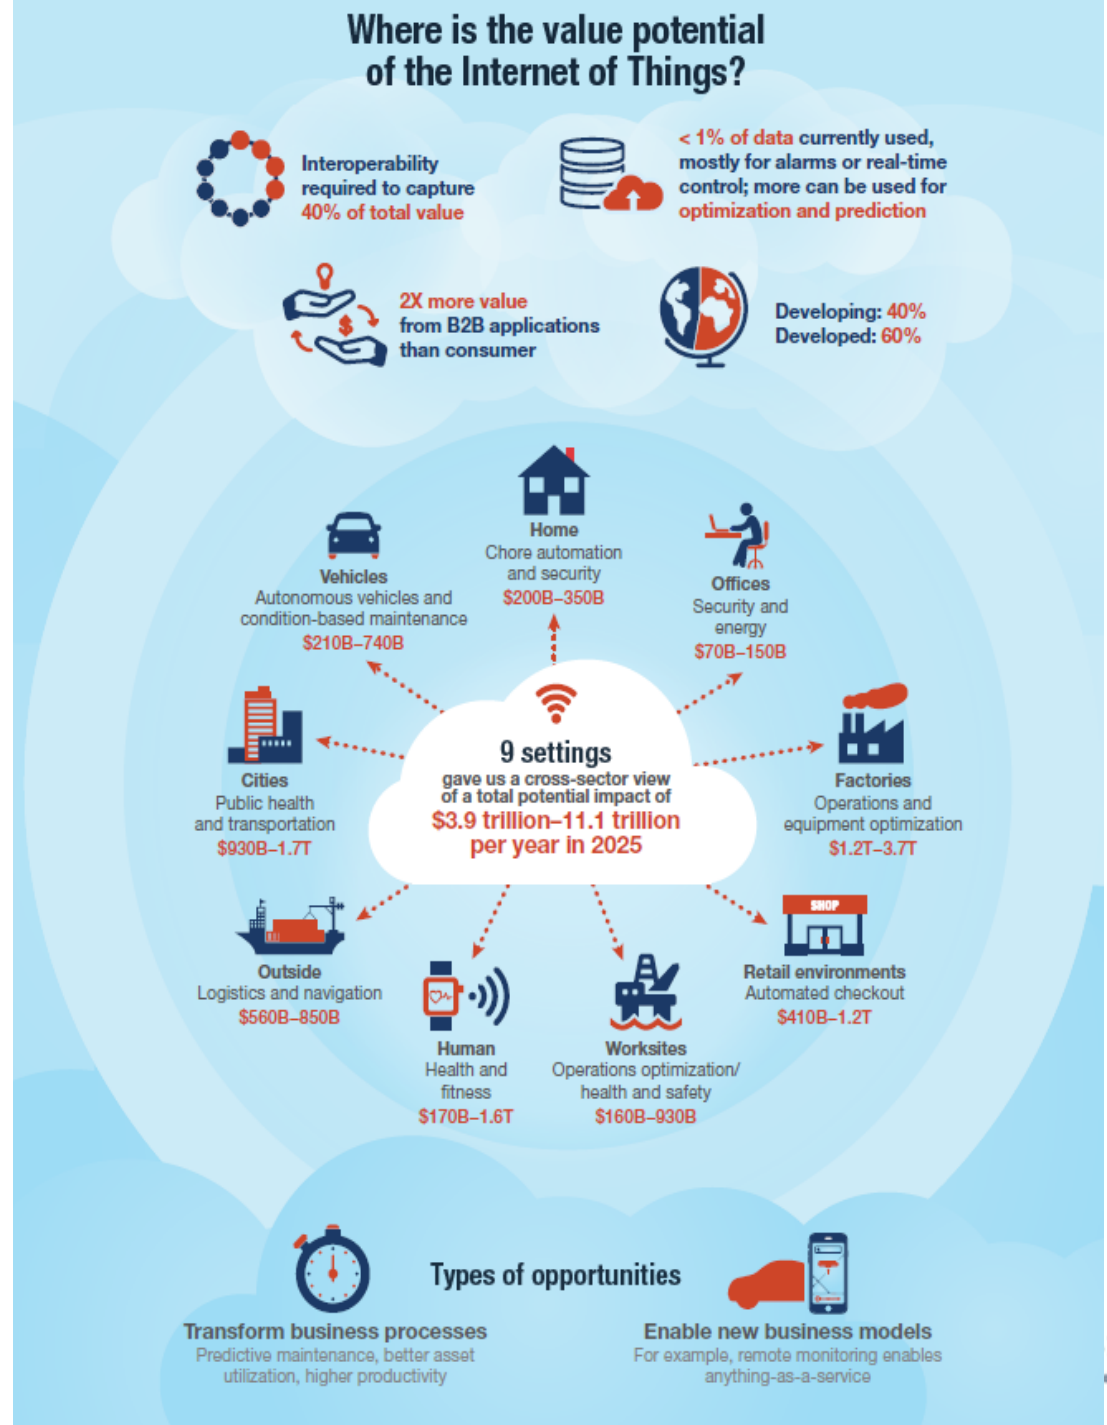 Where is the value potential
of the Internet of Things?
Interoperability
required to capture
40% of total value
< 1% of data currently used,
mostly for alarms or real-time
control; more can be used for
optimization and prediction
$
2X more value
from B2B applications
than consumer
Developing: 40%
Developed: 60%
Home
Chore automation
and security
$200B–350B
Vehicles
Autonomous vehicles and
condition-based maintenance
$210B–740B
Offices
Security and
energy
$70B–150B
9 settings
gave us a cross-sector view
of a total potential impact of
$3.9 trillion–11.1 trillion
per year in 2025
Cities
Public health
and transportation
$930B–1.7T
Factories
Operations and
equipment optimization
$1.2T–3.7T
Outside
Logistics and navigation
$560B–850B
SHOP
Retail environments
Automated checkout
$410B–1.2T
Human
Health and
fitness
$170B–1.6T
Worksites
Operations optimization/
health and safety
$160B–930B
Types of opportunities
Transform business processes
Predictive maintenance, better asset
utilization, higher productivity
Enable new business models
For example, remote monitoring enables
anything-as-a-service